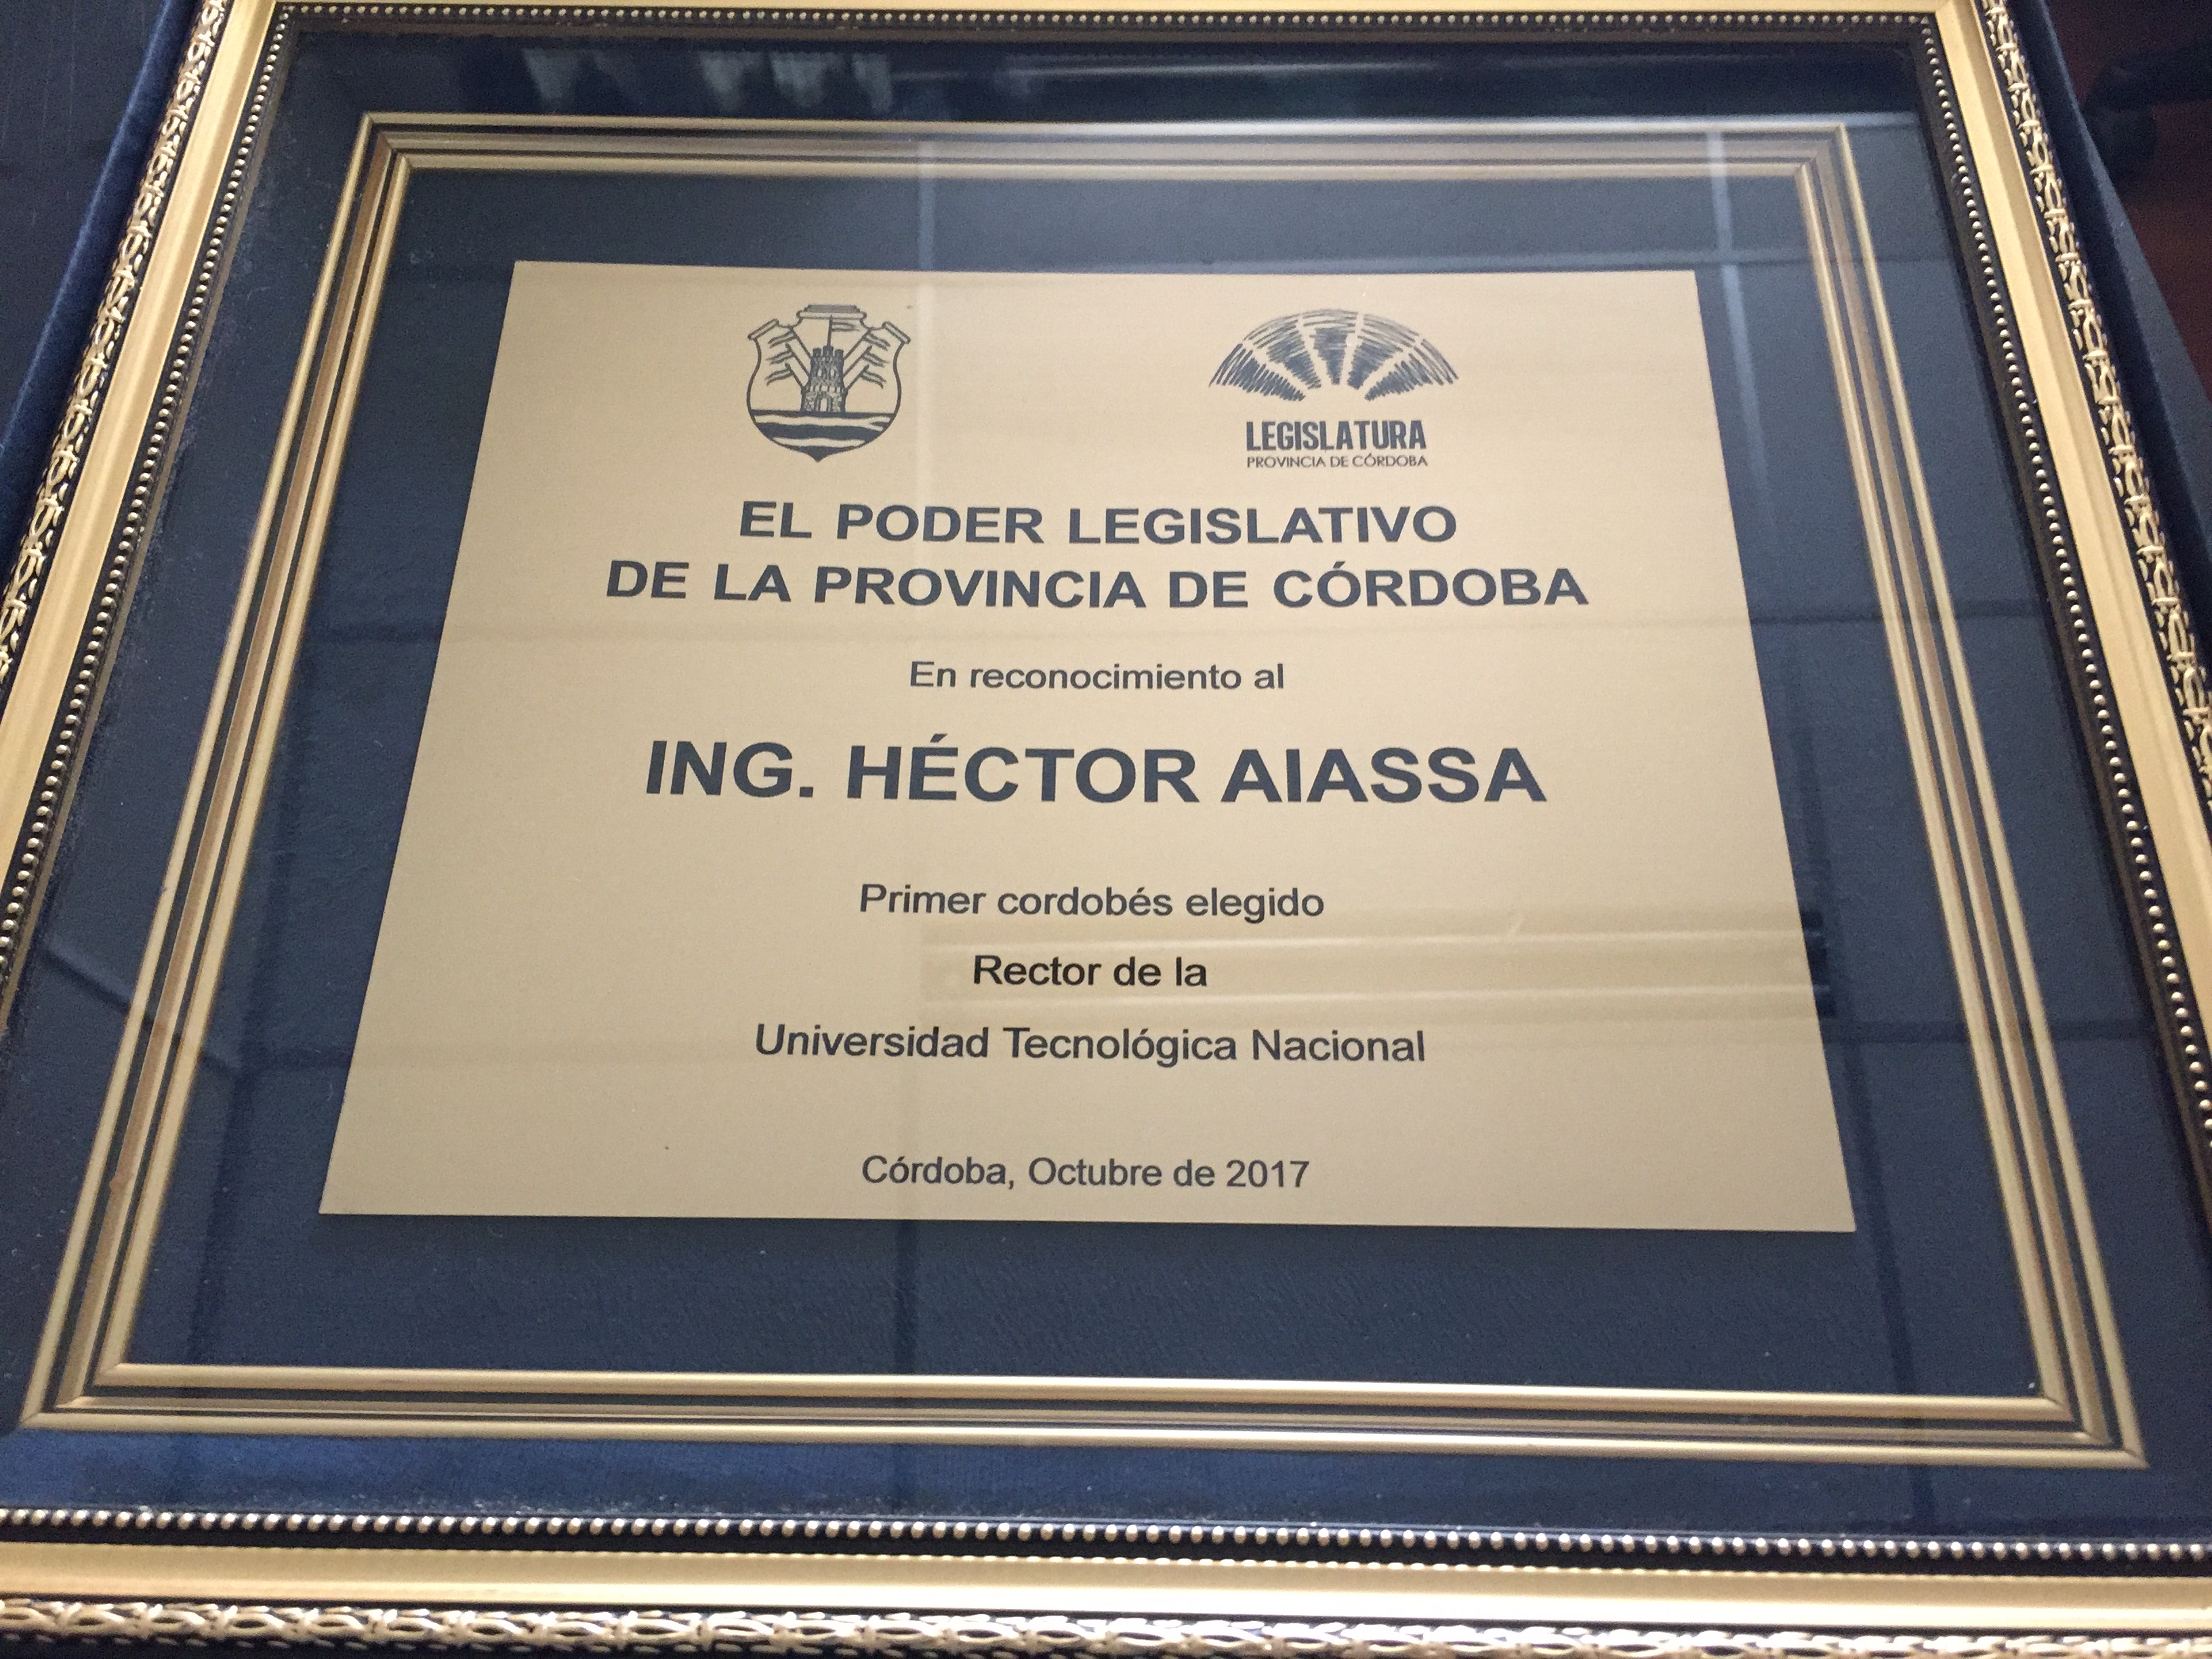 LEGISLATURA
PROVINCIA DE CÓRDOBA
EL PODER LEGISLATIVO
DE LA PROVINCIA DE CÓRDOBA
En reconocimiento al
ING. HÉCTOR AIASSA
Primer cordobés elegido
Rector de la
Universidad Tecnológica Nacional
Córdoba, Octubre de 2017